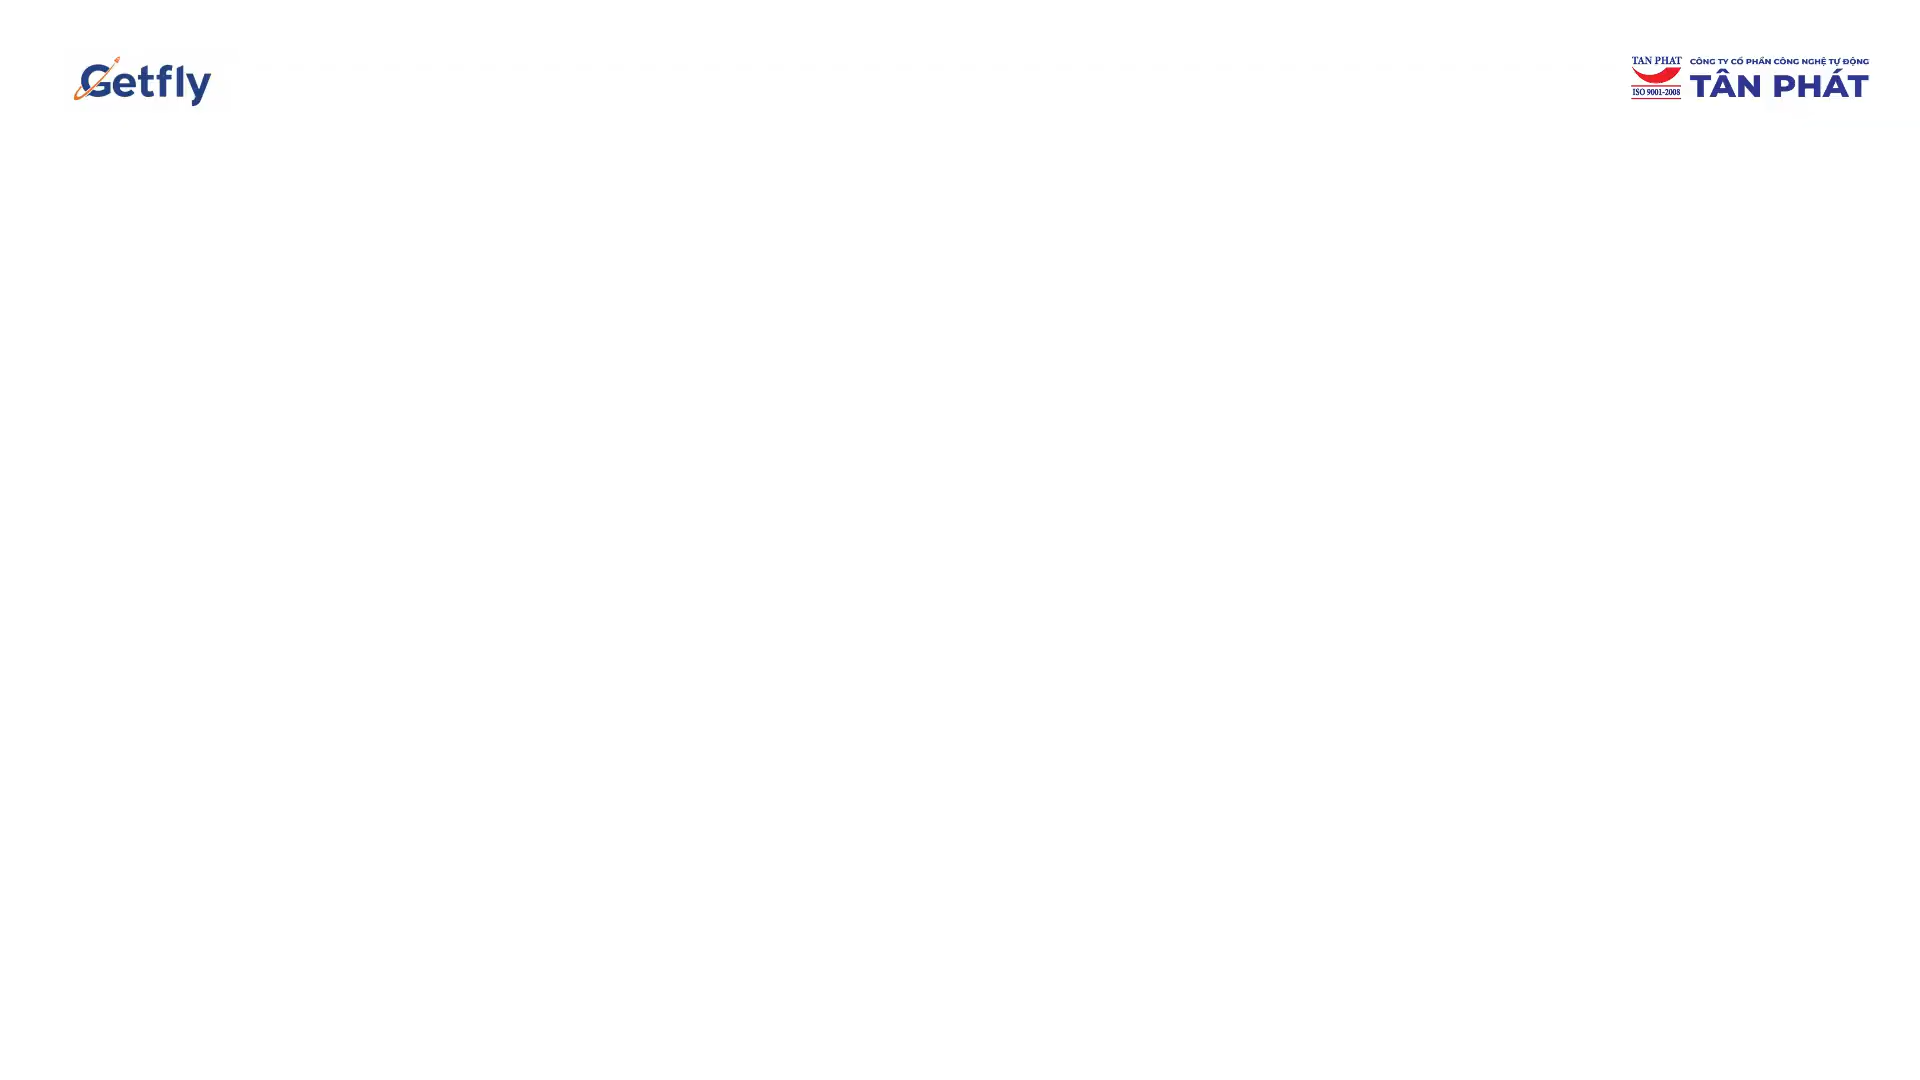 Getfly
TAN PHAT
ISO 9001-2008
CÔNG TY CỔ PHẦN CÔNG NGHỆ TỰ ĐỘNG
TÂN PHÁT